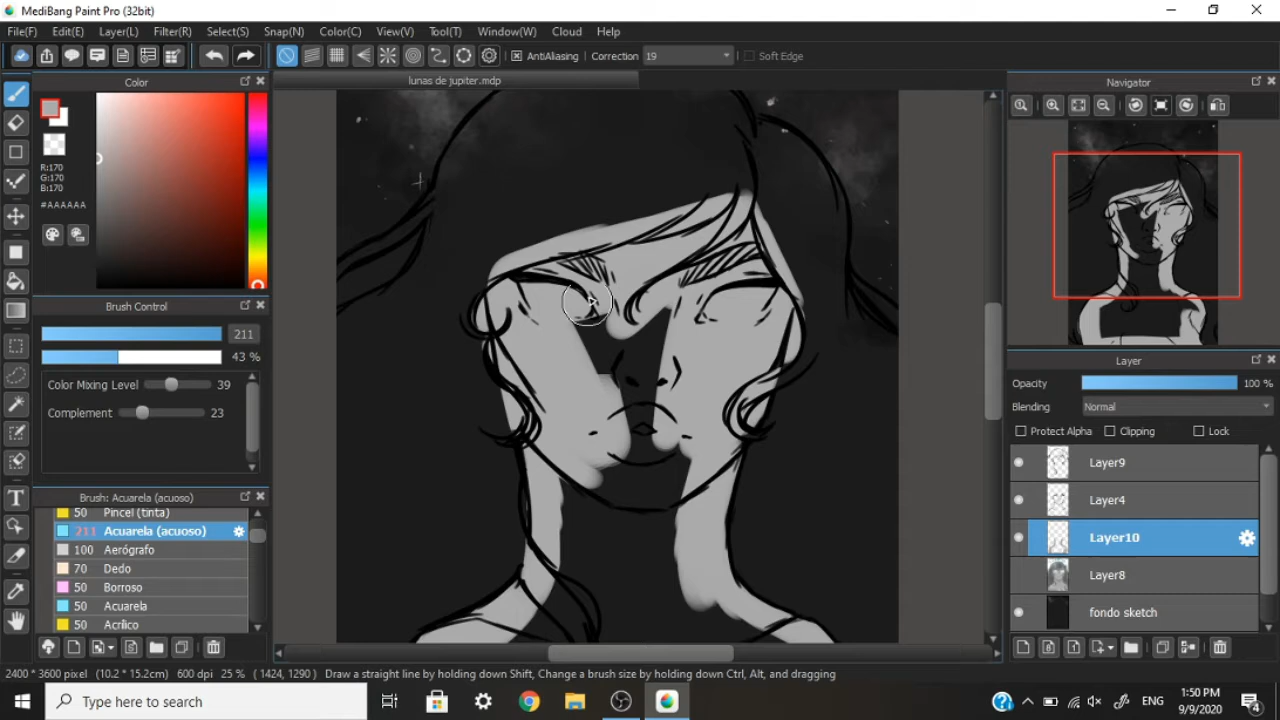 MediBang Paint Pro (32bit)
File(F) Edit(E) Layer(L) Filter(R) Select(S) Snap(N) Color(C) View(V) Tool(T) Window(W) Cloud Help
AntiAliasing Correction 19 Soft Edge
Color
R:170
G:170
B:170
#AAAAAA
Brush Control
211
43 %
Color Mixing Level 39
Complement 23
Brush: Acuarela (acuoso)
50 Pincel (tinta)
211 Acuarela (acuoso)
100 Aerógrafo
70 Dedo
50 Borroso
50 Acuarela
50 Acrílico
lunas de jupiter.mdp
Navigator
Layer
Opacity 100 %
Blending Normal
Protect Alpha Clipping Lock
Layer9
Layer4
Layer10
Layer8
fondo sketch
2400 * 3600 pixel (10.2 * 15.2cm) 600 dpi 25 % ( 1424, 1290 ) Draw a straight line by holding down Shift, Change a brush size by holding down Ctrl, Alt, and dragging
Type here to search
ENG
1:50 PM
9/9/2020
4